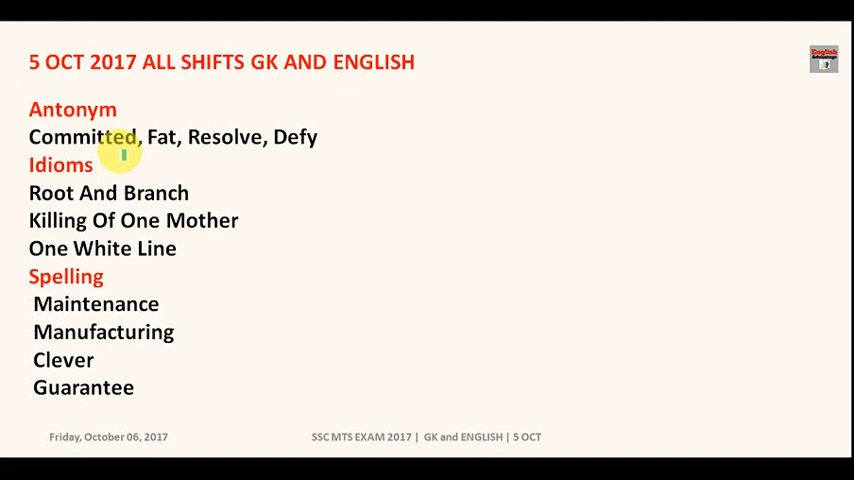 5 OCT 2017 ALL SHIFTS GK AND ENGLISH
English
Advantage
Antonym
Committed, Fat, Resolve, Defy
Idioms
Root And Branch
Killing Of One Mother
One White Line
Spelling
Maintenance
Manufacturing
Clever
Guarantee
Friday, October 06, 2017
SSC MTS EXAM 2017 | GK and ENGLISH | 5 OCT